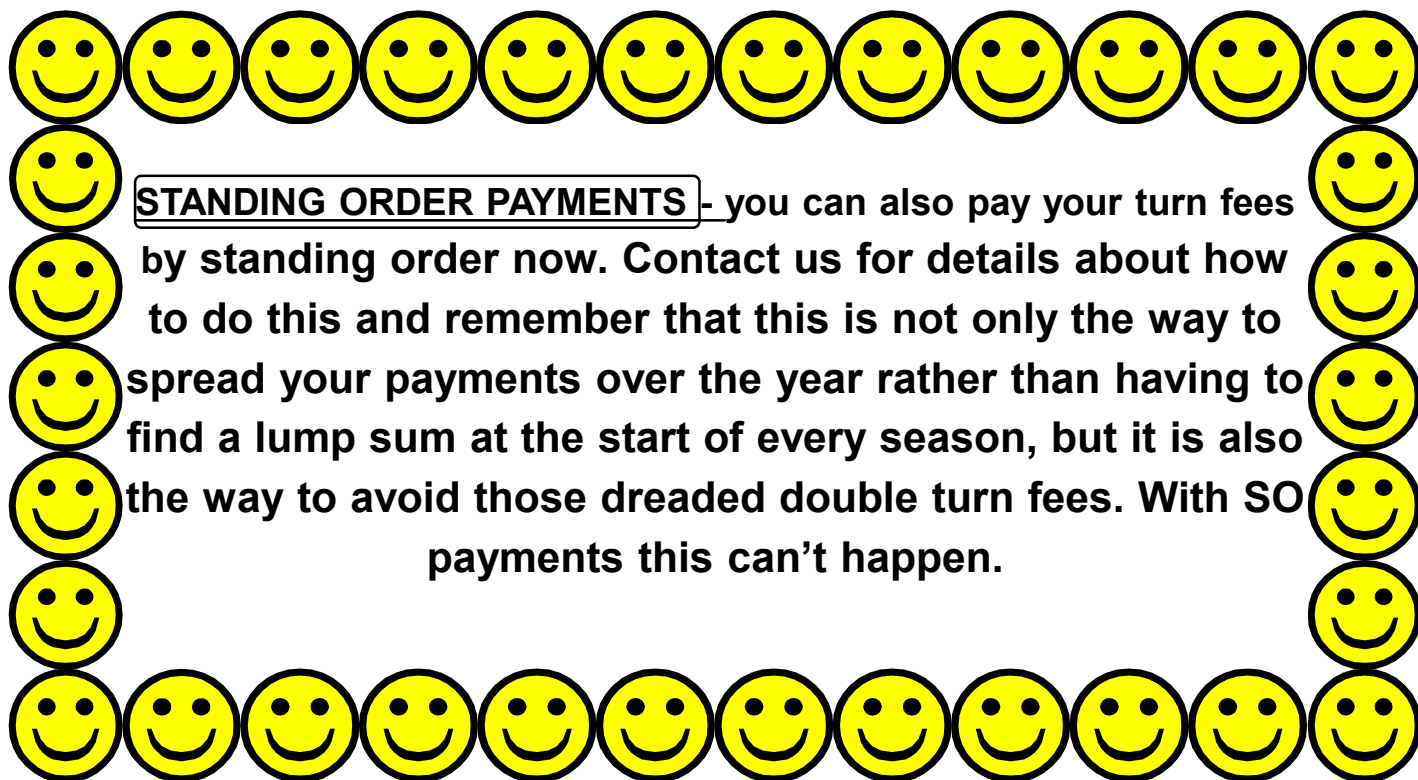 STANDING ORDER PAYMENTS - you can also pay your turn fees
by standing order now. Contact us for details about how
to do this and remember that this is not only the way to
spread your payments over the year rather than having to
find a lump sum at the start of every season, but it is also
the way to avoid those dreaded double turn fees. With SO
payments this can’t happen.